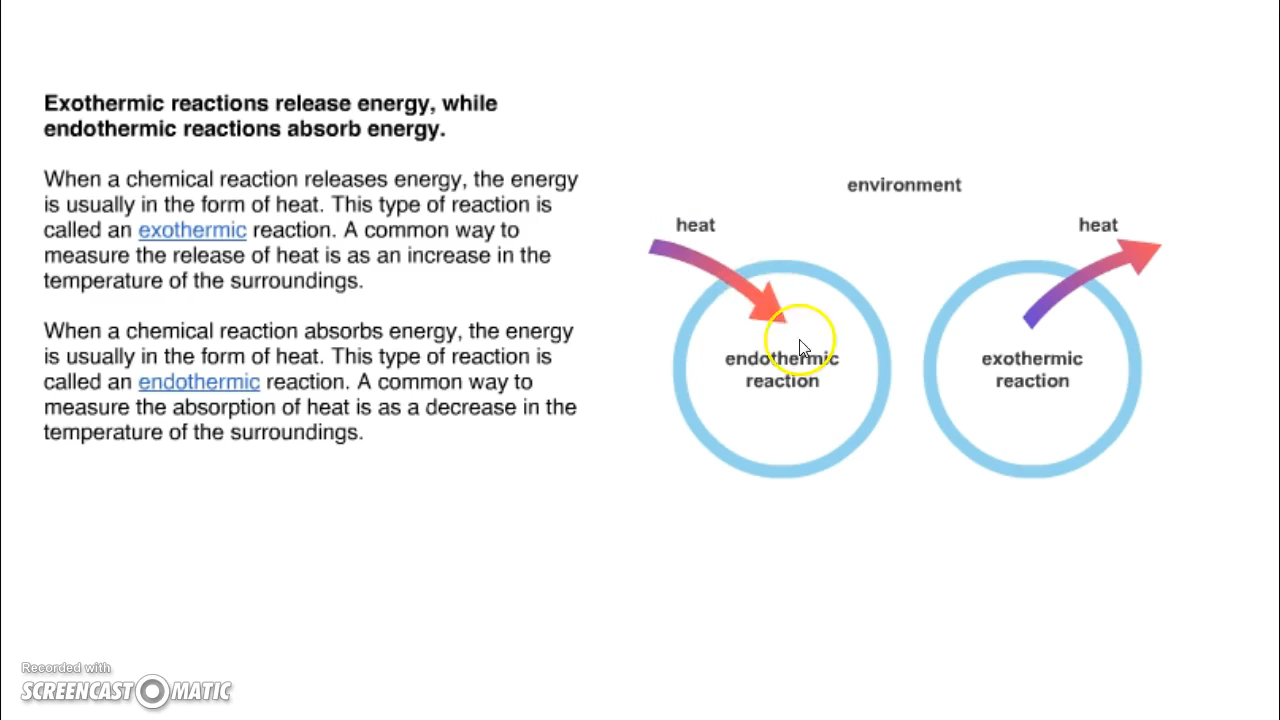 Exothermic reactions release energy, while
endothermic reactions absorb energy.
When a chemical reaction releases energy, the energy
is usually in the form of heat. This type of reaction is
called an exothermic reaction. A common way to
measure the release of heat is as an increase in the
temperature of the surroundings.
When a chemical reaction absorbs energy, the energy
is usually in the form of heat. This type of reaction is
called an endothermic reaction. A common way to
measure the absorption of heat is as a decrease in the
temperature of the surroundings.
environment
heat
heat
endothermic
reaction
exothermic
reaction
Recorded with
SCREENCAST MATIC